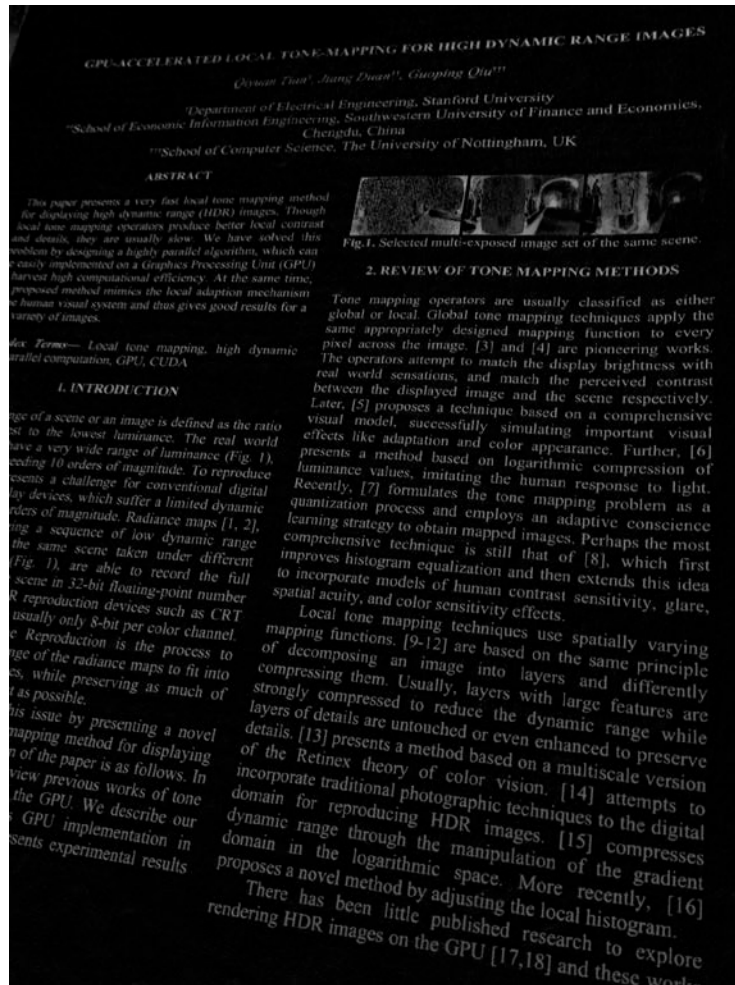 GPU-ACCELERATED LOCAL TONE-MAPPING FOR HIGH DYNAMIC RANGE IMAGES
Qiyuan Tian¹, Jiang Duan¹¹, Guoping Qiu¹¹¹
¹Department of Electrical Engineering, Stanford University
¹¹School of Economic Information Engineering, Southwestern University of Finance and Economics,
Chengdu, China
¹¹¹School of Computer Science, The University of Nottingham, UK
ABSTRACT
This paper presents a very fast local tone mapping method
for displaying high dynamic range (HDR) images. Though
local tone mapping operators produce better local contrast
and details, they are usually slow. We have solved this
problem by designing a highly parallel algorithm, which can
easily implemented on a Graphics Processing Unit (GPU)
harvest high computational efficiency. At the same time,
proposed method mimics the local adaption mechanism
human visual system and thus gives good results for a
variety of images.
Terms— Local tone mapping, high dynamic
parallel computation, GPU, CUDA
1. INTRODUCTION
of a scene or an image is defined as the ratio
to the lowest luminance. The real world
have a very wide range of luminance (Fig. 1),
10 orders of magnitude. To reproduce
a challenge for conventional digital
devices, which suffer a limited dynamic
orders of magnitude. Radiance maps [1, 2],
a sequence of low dynamic range
the same scene taken under different
(Fig. 1), are able to record the full
scene in 32-bit floating-point number
reproduction devices such as CRT
usually only 8-bit per color channel.
Reproduction is the process to
of the radiance maps to fit into
while preserving as much of
as possible.
this issue by presenting a novel
mapping method for displaying
of the paper is as follows. In
view previous works of tone
the GPU. We describe our
GPU implementation in
experimental results
Fig.1. Selected multi-exposed image set of the same scene.
2. REVIEW OF TONE MAPPING METHODS
Tone mapping operators are usually classified as either
global or local. Global tone mapping techniques apply the
same appropriately designed mapping function to every
pixel across the image. [3] and [4] are pioneering works.
The operators attempt to match the display brightness with
real world sensations, and match the perceived contrast
between the displayed image and the scene respectively.
Later, [5] proposes a technique based on a comprehensive
visual model, successfully simulating important visual
effects like adaptation and color appearance. Further, [6]
presents a method based on logarithmic compression of
luminance values, imitating the human response to light.
Recently, [7] formulates the tone mapping problem as a
quantization process and employs an adaptive conscience
learning strategy to obtain mapped images. Perhaps the most
comprehensive technique is still that of [8], which first
improves histogram equalization and then extends this idea
to incorporate models of human contrast sensitivity, glare,
spatial acuity, and color sensitivity effects.
Local tone mapping techniques use spatially varying
mapping functions. [9-12] are based on the same principle
of decomposing an image into layers and differently
compressing them. Usually, layers with large features are
strongly compressed to reduce the dynamic range while
layers of details are untouched or even enhanced to preserve
details. [13] presents a method based on a multiscale version
of the Retinex theory of color vision. [14] attempts to
incorporate traditional photographic techniques to the digital
domain for reproducing HDR images. [15] compresses
dynamic range through the manipulation of the gradient
domain in the logarithmic space. More recently, [16]
proposes a novel method by adjusting the local histogram.
There has been little published research to explore
rendering HDR images on the GPU [17,18] and these works